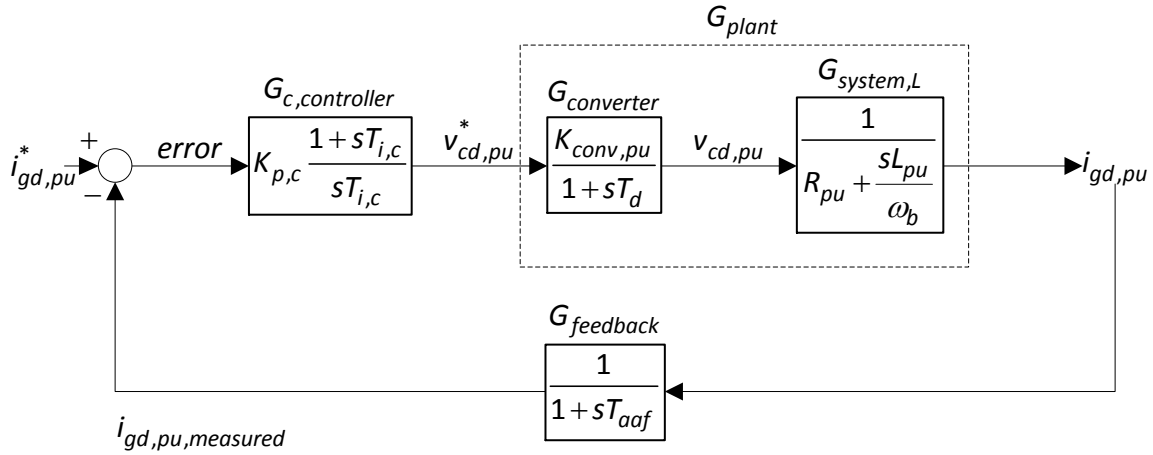 G_plant
G_c,controller
G_converter
G_system,L
i*_gd,pu
+
−
error
K_p,c (1 + sT_i,c) / (sT_i,c)
v*_cd,pu
K_conv,pu / (1 + sT_d)
v_cd,pu
1 / (R_pu + sL_pu / ω_b)
i_gd,pu
G_feedback
1 / (1 + sT_aaf)
i_gd,pu,measured